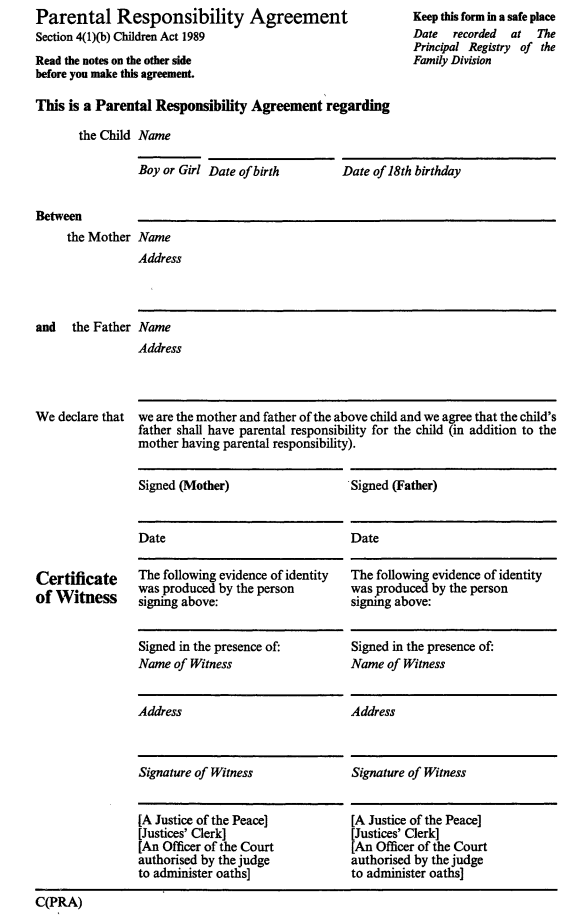 Parental Responsibility Agreement
Section 4(1)(b) Children Act 1989
Keep this form in a safe place
Date recorded at The
Principal Registry of the
Family Division
Read the notes on the other side
before you make this agreement.
This is a Parental Responsibility Agreement regarding
the Child Name
Boy or Girl Date of birth Date of 18th birthday
Between
the Mother Name
Address
and the Father Name
Address
We declare that we are the mother and father of the above child and we agree that the child's
father shall have parental responsibility for the child (in addition to the
mother having parental responsibility).
Signed (Mother) Signed (Father)
Date Date
Certificate
of Witness
The following evidence of identity
was produced by the person
signing above:
The following evidence of identity
was produced by the person
signing above:
Signed in the presence of:
Name of Witness
Signed in the presence of:
Name of Witness
Address Address
Signature of Witness Signature of Witness
[A Justice of the Peace]
[Justices' Clerk]
[An Officer of the Court
authorised by the judge
to administer oaths]
[A Justice of the Peace]
[Justices' Clerk]
[An Officer of the Court
authorised by the judge
to administer oaths]
C(PRA)